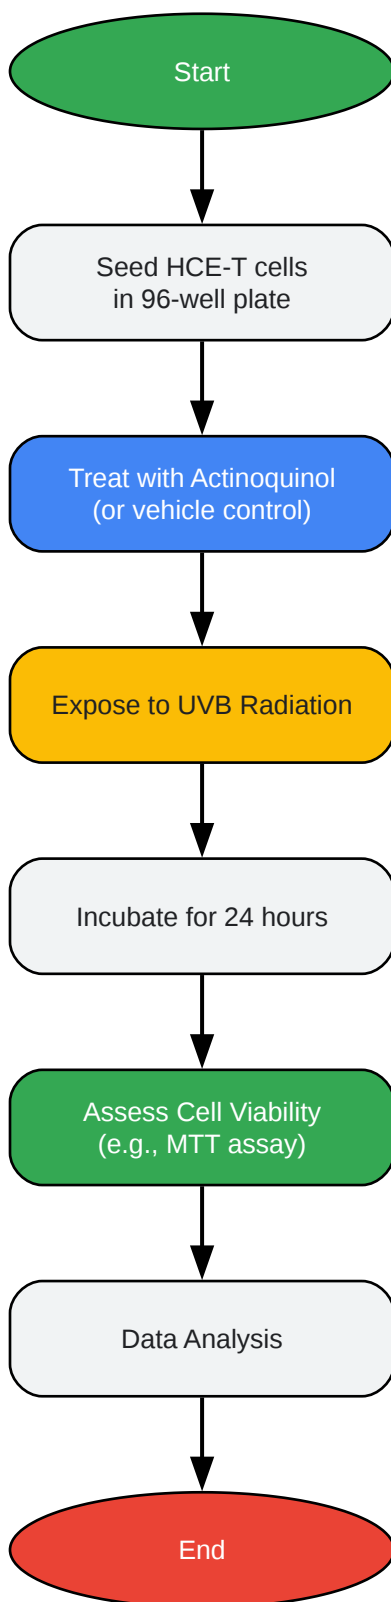 Start
Seed HCE-T cells
in 96-well plate
Treat with Actinoquinol
(or vehicle control)
Expose to UVB Radiation
Incubate for 24 hours
Assess Cell Viability
(e.g., MTT assay)
Data Analysis
End